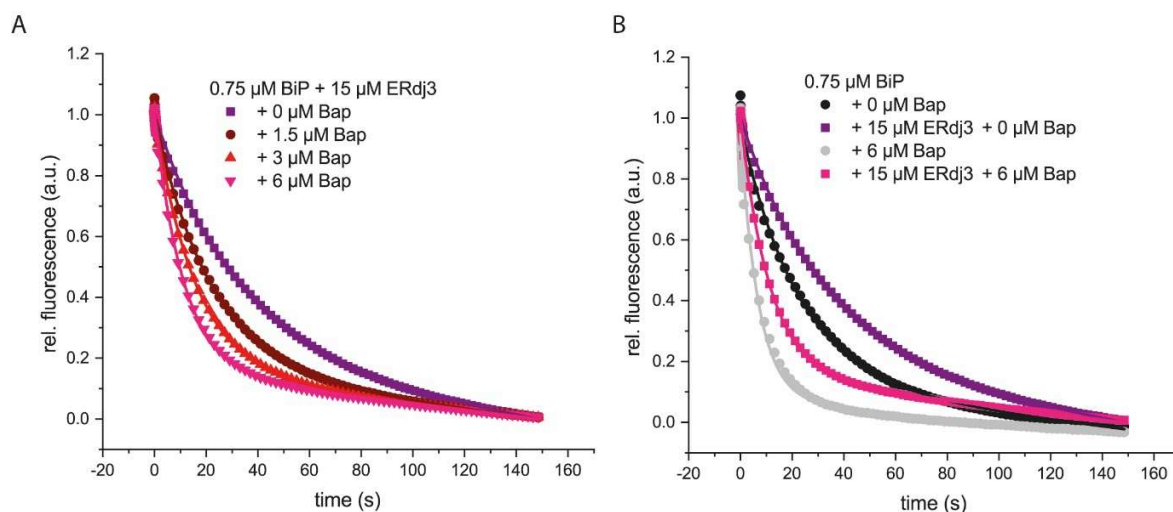 A
0.75 µM BiP + 15 µM ERdj3
+ 0 µM Bap
+ 1.5 µM Bap
+ 3 µM Bap
+ 6 µM Bap
rel. fluorescence (a.u.)
1.2
1.0
0.8
0.6
0.4
0.2
0.0
-20 0 20 40 60 80 100 120 140 160
time (s)
B
0.75 µM BiP
+ 0 µM Bap
+ 15 µM ERdj3 + 0 µM Bap
+ 6 µM Bap
+ 15 µM ERdj3 + 6 µM Bap
rel. fluorescence (a.u.)
1.2
1.0
0.8
0.6
0.4
0.2
0.0
-20 0 20 40 60 80 100 120 140 160
time (s)